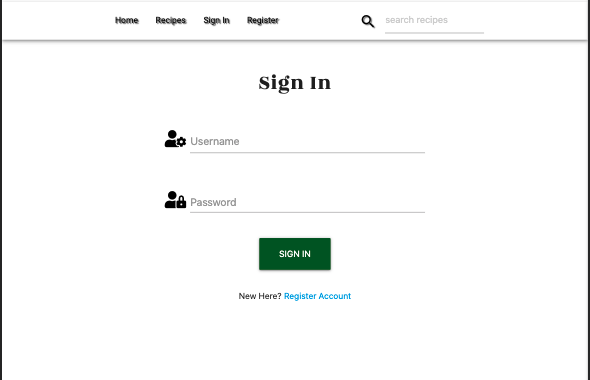 Home Recipes Sign In Register search recipes
Sign In
Username
Password
SIGN IN
New Here? Register Account